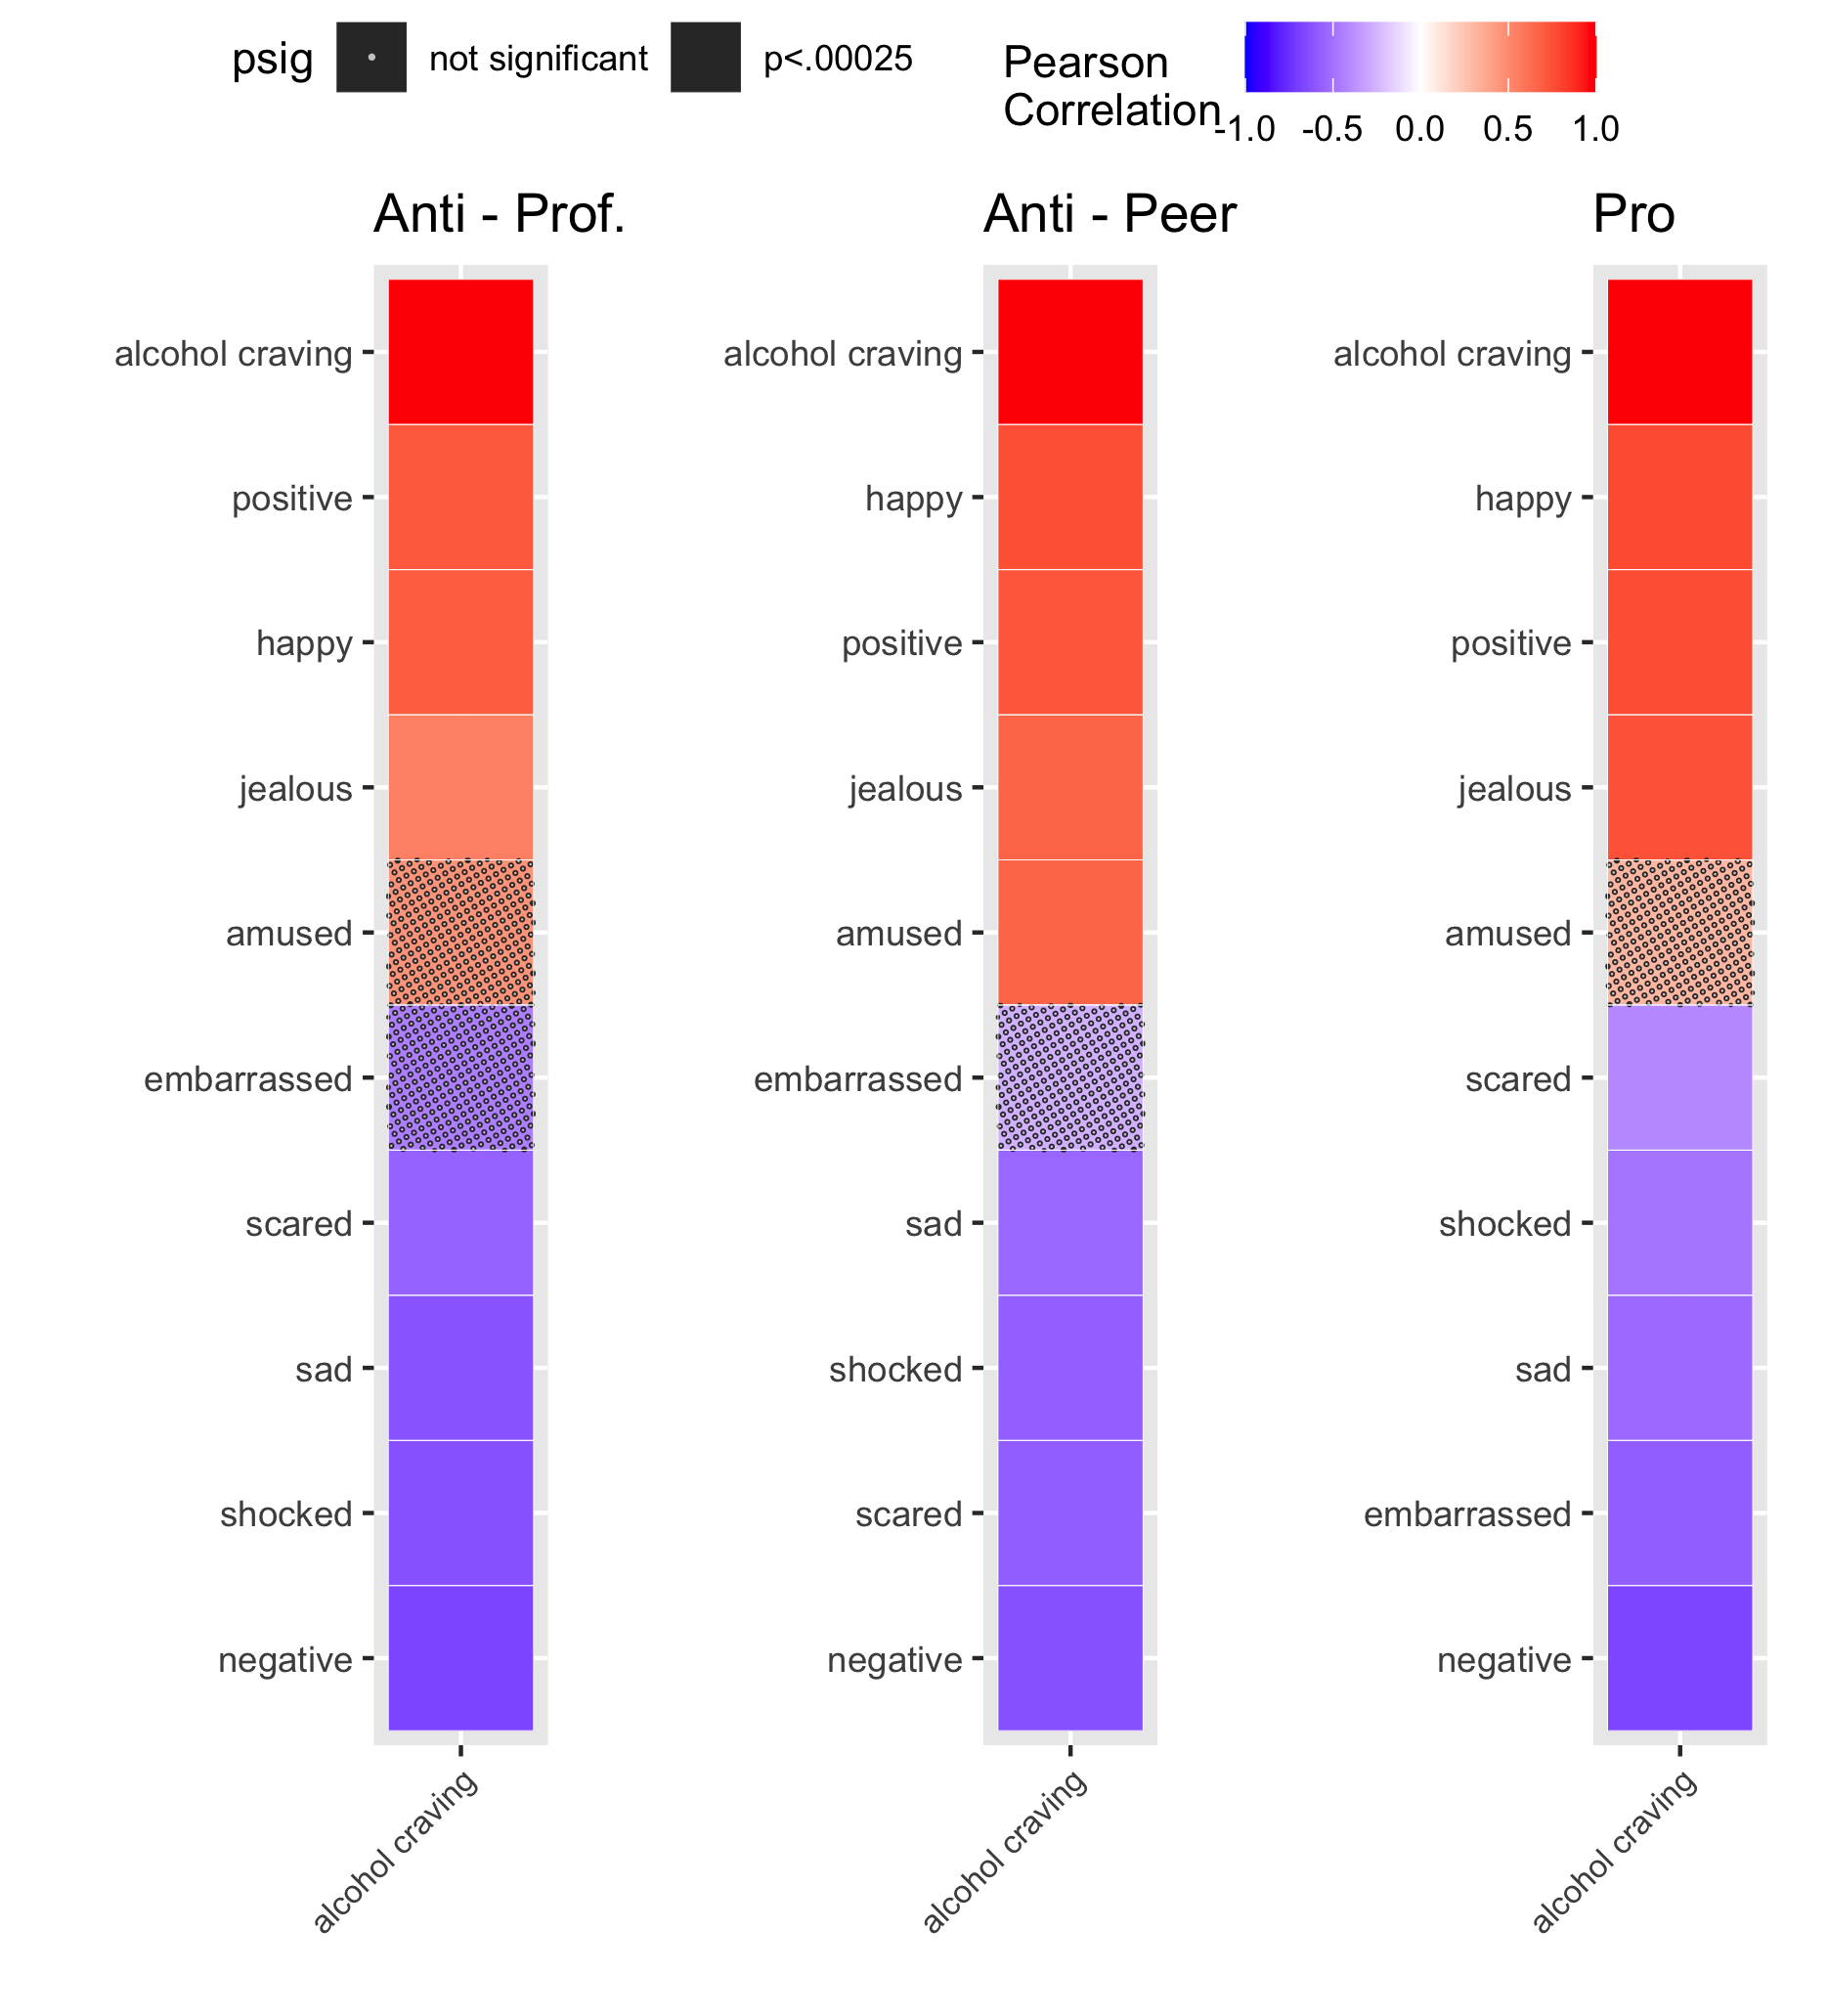 psig not significant p<.00025
Pearson
Correlation
-1.0 -0.5 0.0 0.5 1.0
Anti - Prof.
alcohol craving
positive
happy
jealous
amused
embarrassed
scared
sad
shocked
negative
alcohol craving
Anti - Peer
alcohol craving
happy
positive
jealous
amused
embarrassed
sad
shocked
scared
negative
alcohol craving
Pro
alcohol craving
happy
positive
jealous
amused
scared
shocked
sad
embarrassed
negative
alcohol craving